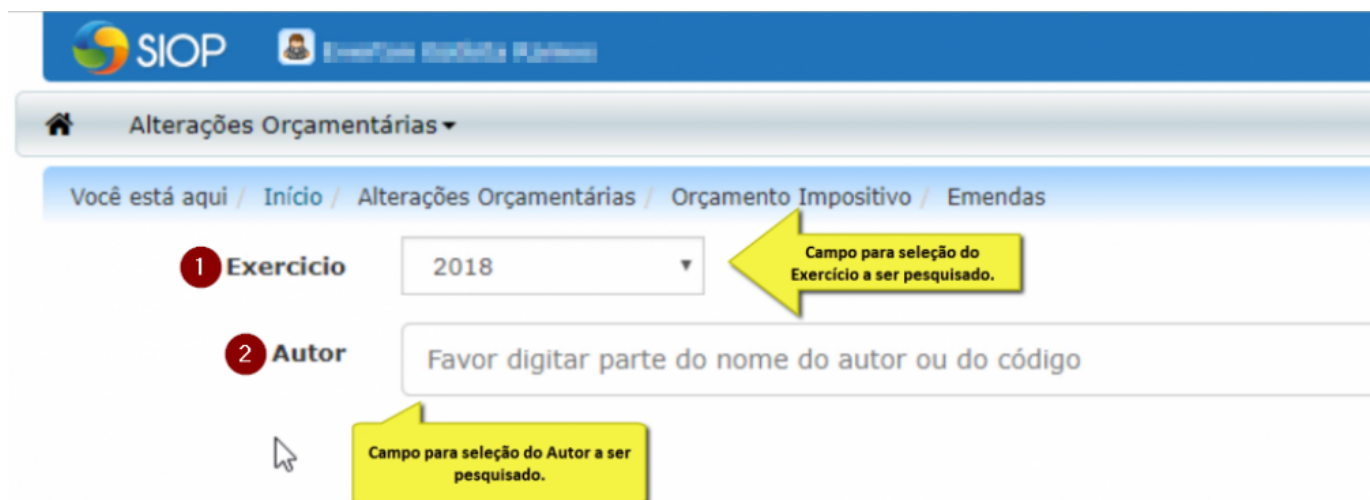 SIOP
Alterações Orçamentárias
Você está aqui / Início / Alterações Orçamentárias / Orçamento Impositivo / Emendas
1 Exercicio 2018
Campo para seleção do
Exercício a ser pesquisado.
2 Autor Favor digitar parte do nome do autor ou do código
Campo para seleção do Autor a ser
pesquisado.